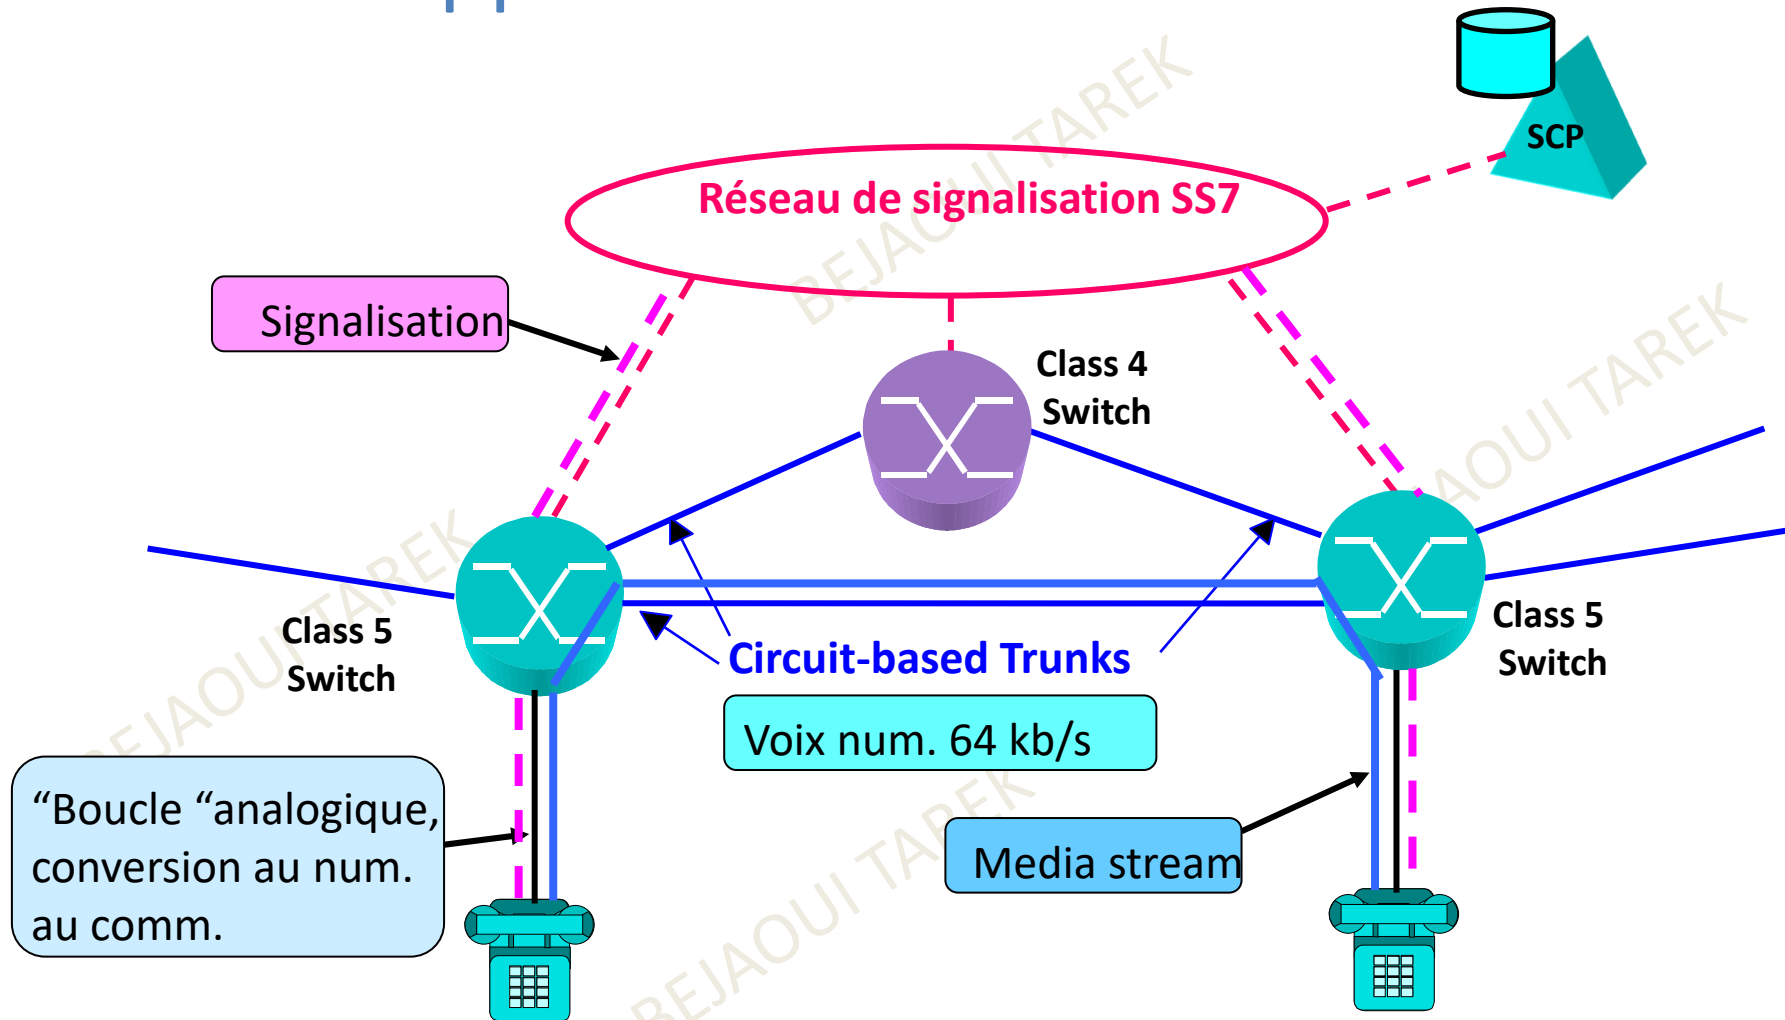 SCP
Réseau de signalisation SS7
Signalisation
Class 4
Switch
Class 5
Switch
Class 5
Switch
Circuit-based Trunks
Voix num. 64 kb/s
“Boucle “analogique,
conversion au num.
au comm.
Media stream
BEJAOUI TAREK
BEJAOUI TAREK
BEJAOUI TAREK
BEJAOUI TAREK